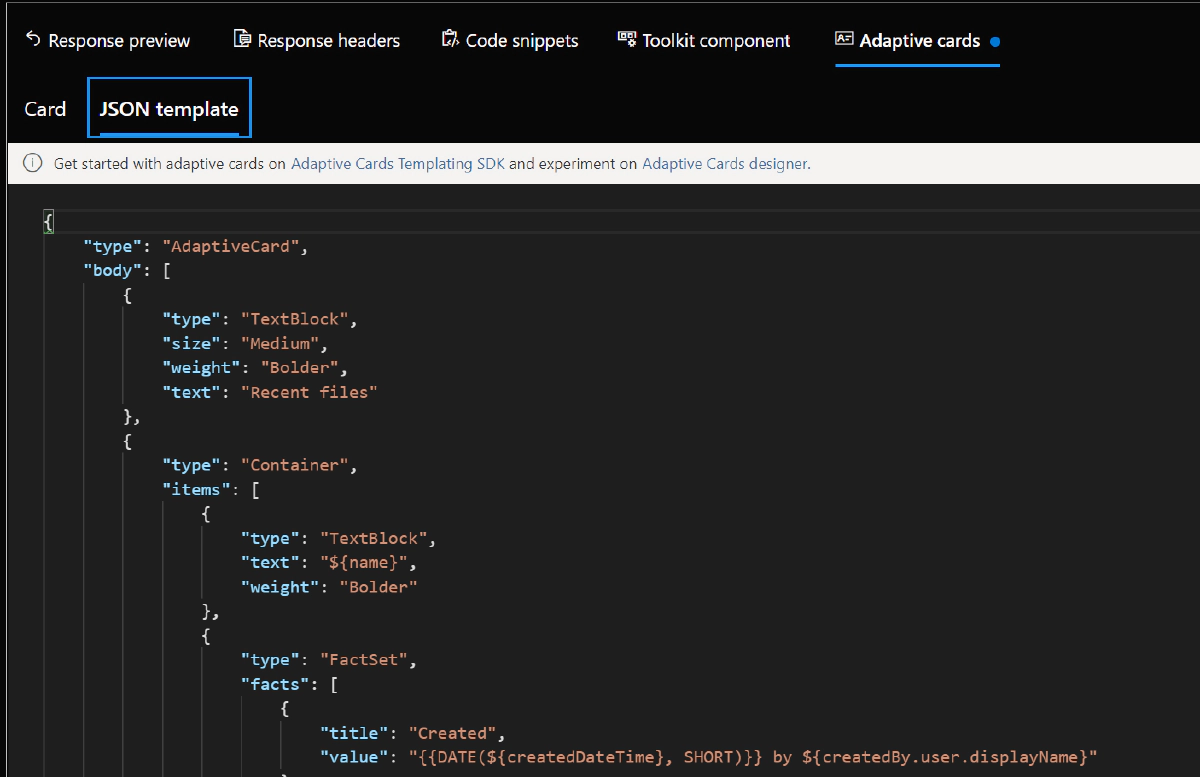 Response preview Response headers Code snippets Toolkit component Adaptive cards
Card JSON template
Get started with adaptive cards on Adaptive Cards Templating SDK and experiment on Adaptive Cards designer.
{
    "type": "AdaptiveCard",
    "body": [
        {
            "type": "TextBlock",
            "size": "Medium",
            "weight": "Bolder",
            "text": "Recent files"
        },
        {
            "type": "Container",
            "items": [
                {
                    "type": "TextBlock",
                    "text": "${name}",
                    "weight": "Bolder"
                },
                {
                    "type": "FactSet",
                    "facts": [
                        {
                            "title": "Created",
                            "value": "{{DATE(${createdDateTime}, SHORT)}} by ${createdBy.user.displayName}"